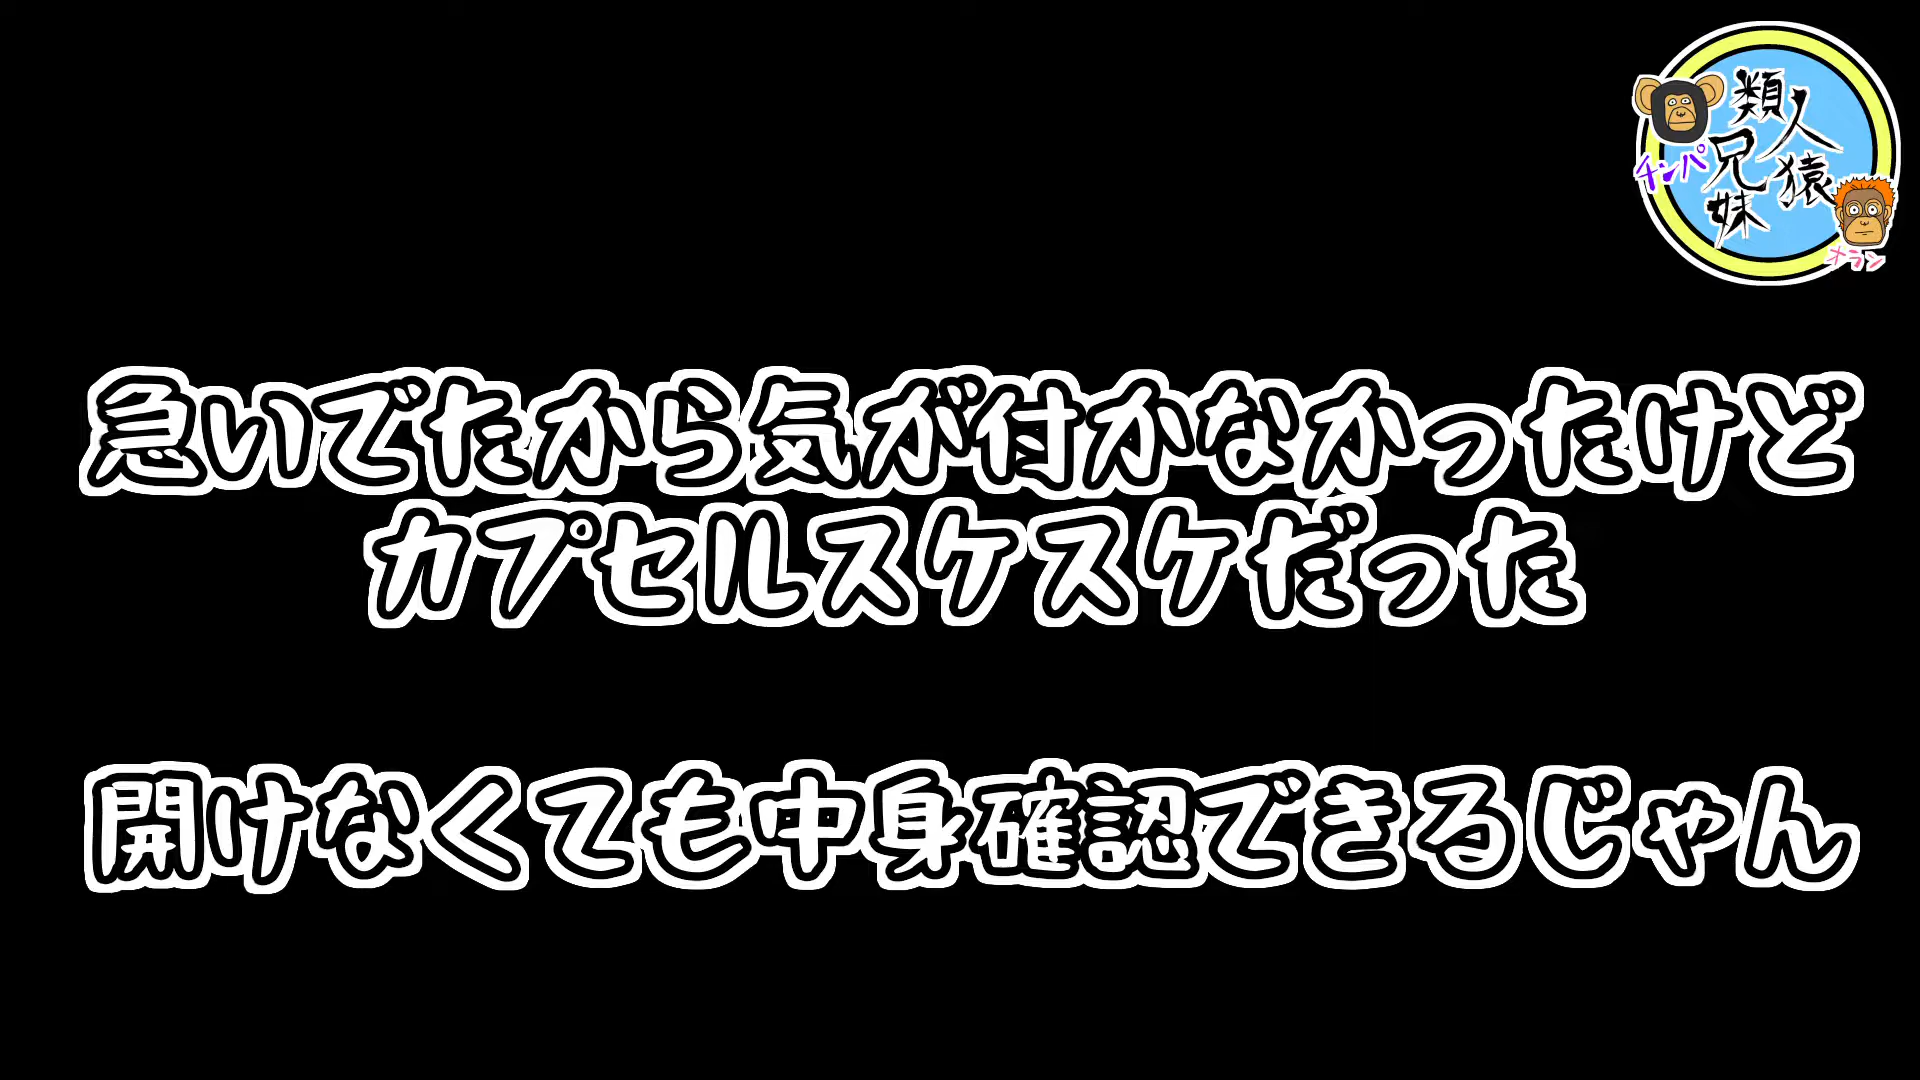 類人猿
兄妹
チンパ
オラン
急いでたから気が付かなかったけど
カプセルスケスケだった
開けなくても中身確認できるじゃん